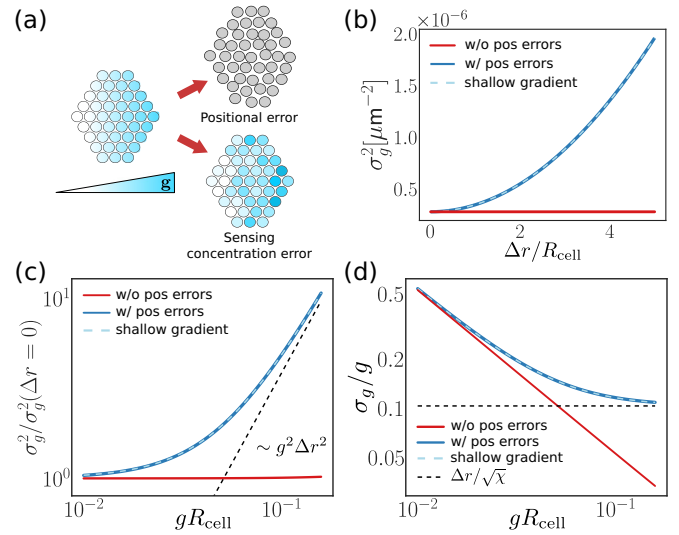 (a)
Positional error
g
Sensing
concentration error
(b)
×10⁻⁶
2.0
1.5
1.0
0.5
σ_g²[μm⁻²]
w/o pos errors
w/ pos errors
shallow gradient
0 2 4
Δr/R_cell
(c)
10¹
10⁰
σ_g²/σ_g²(Δr = 0)
w/o pos errors
w/ pos errors
shallow gradient
∼ g²Δr²
10⁻² 10⁻¹
gR_cell
(d)
0.5
0.2
0.1
0.05
σ_g/g
w/o pos errors
w/ pos errors
shallow gradient
Δr/√χ
10⁻² 10⁻¹
gR_cell